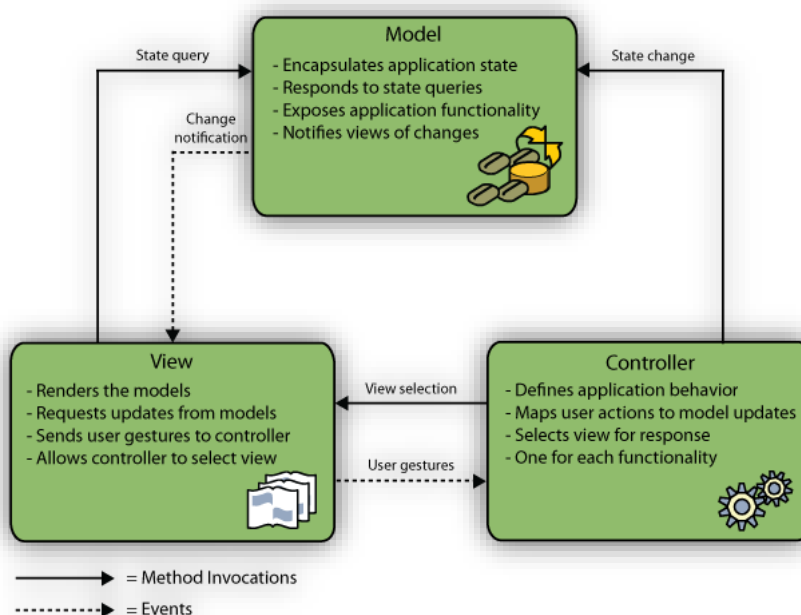 Model
- Encapsulates application state
- Responds to state queries
- Exposes application functionality
- Notifies views of changes
State query
State change
Change
notification
View
- Renders the models
- Requests updates from models
- Sends user gestures to controller
- Allows controller to select view
View selection
User gestures
Controller
- Defines application behavior
- Maps user actions to model updates
- Selects view for response
- One for each functionality
= Method Invocations
= Events